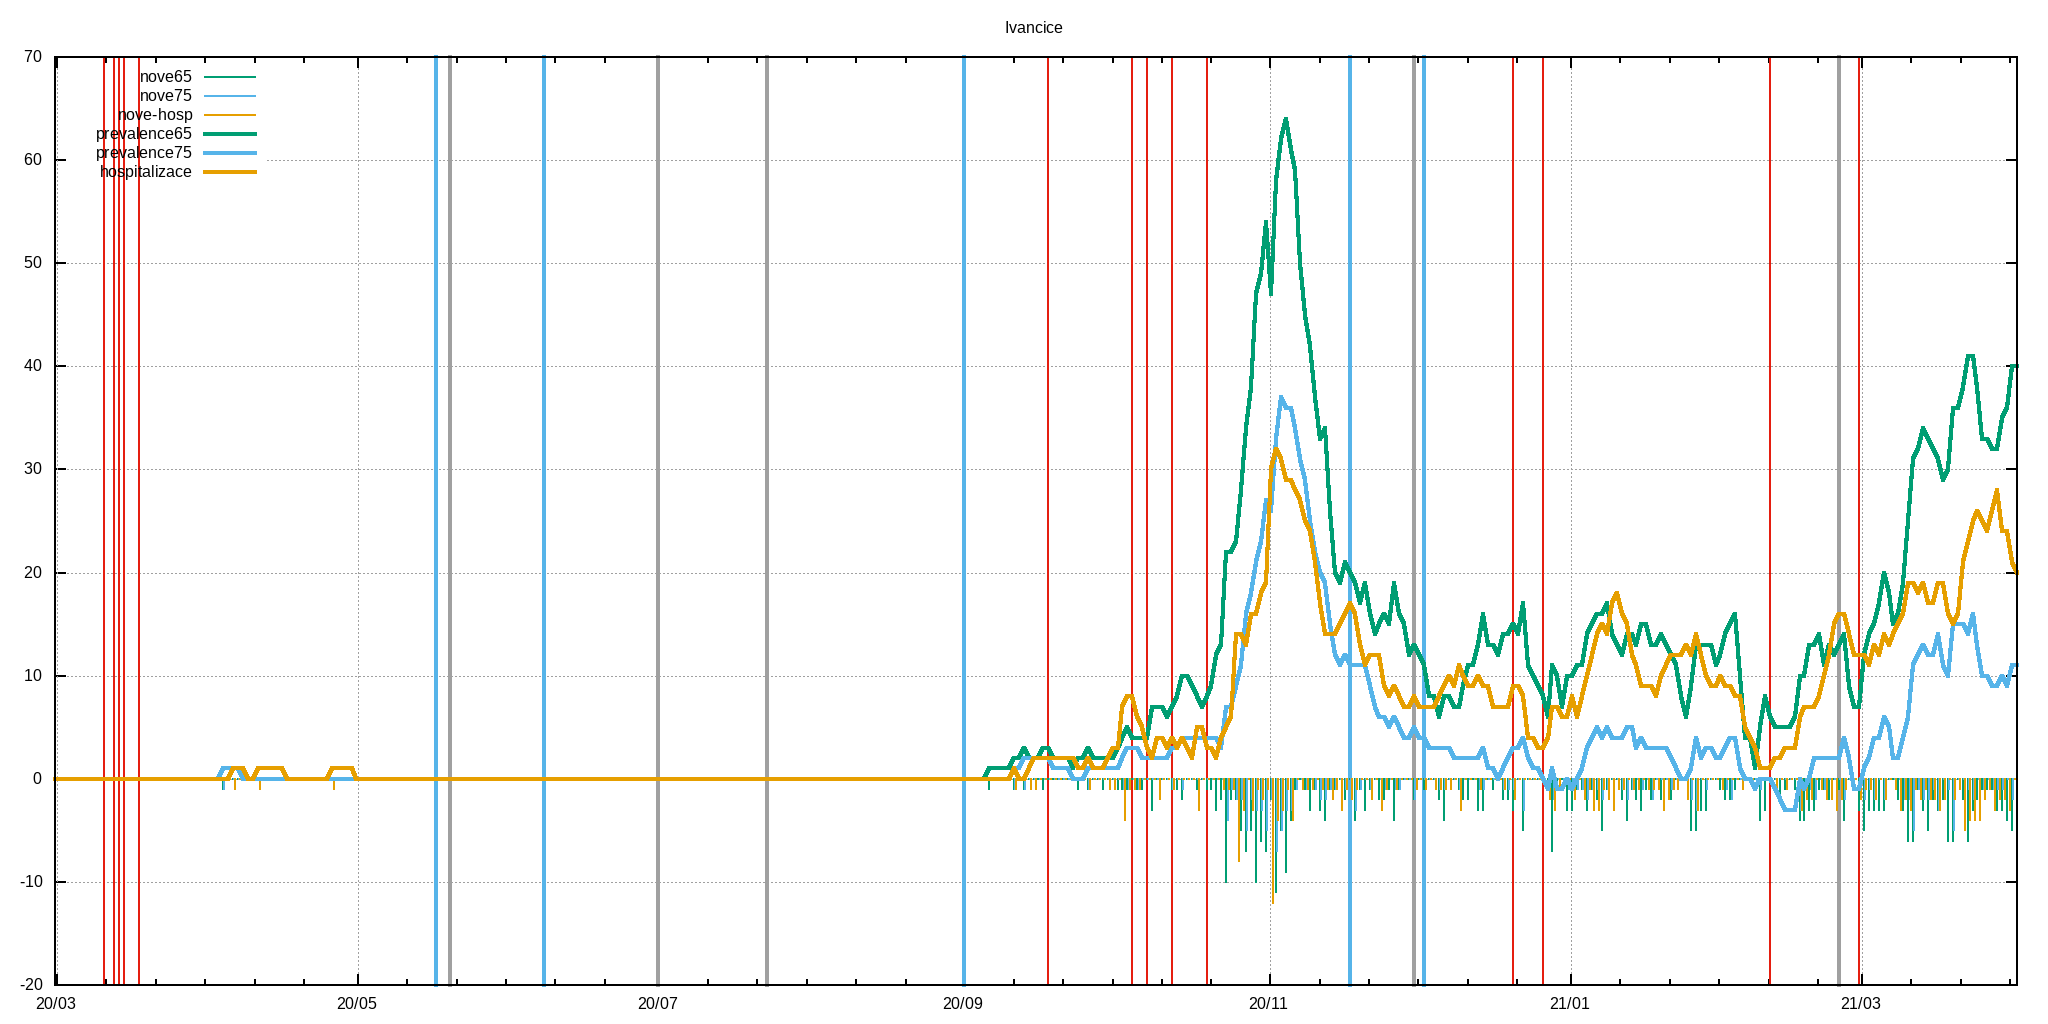 Ivancice
70
nove65
nove75
nove-hosp
prevalence65
prevalence75
hospitalizace
60
50
40
30
20
10
0
-10
-20
20/03 20/05 20/07 20/09 20/11 21/01 21/03